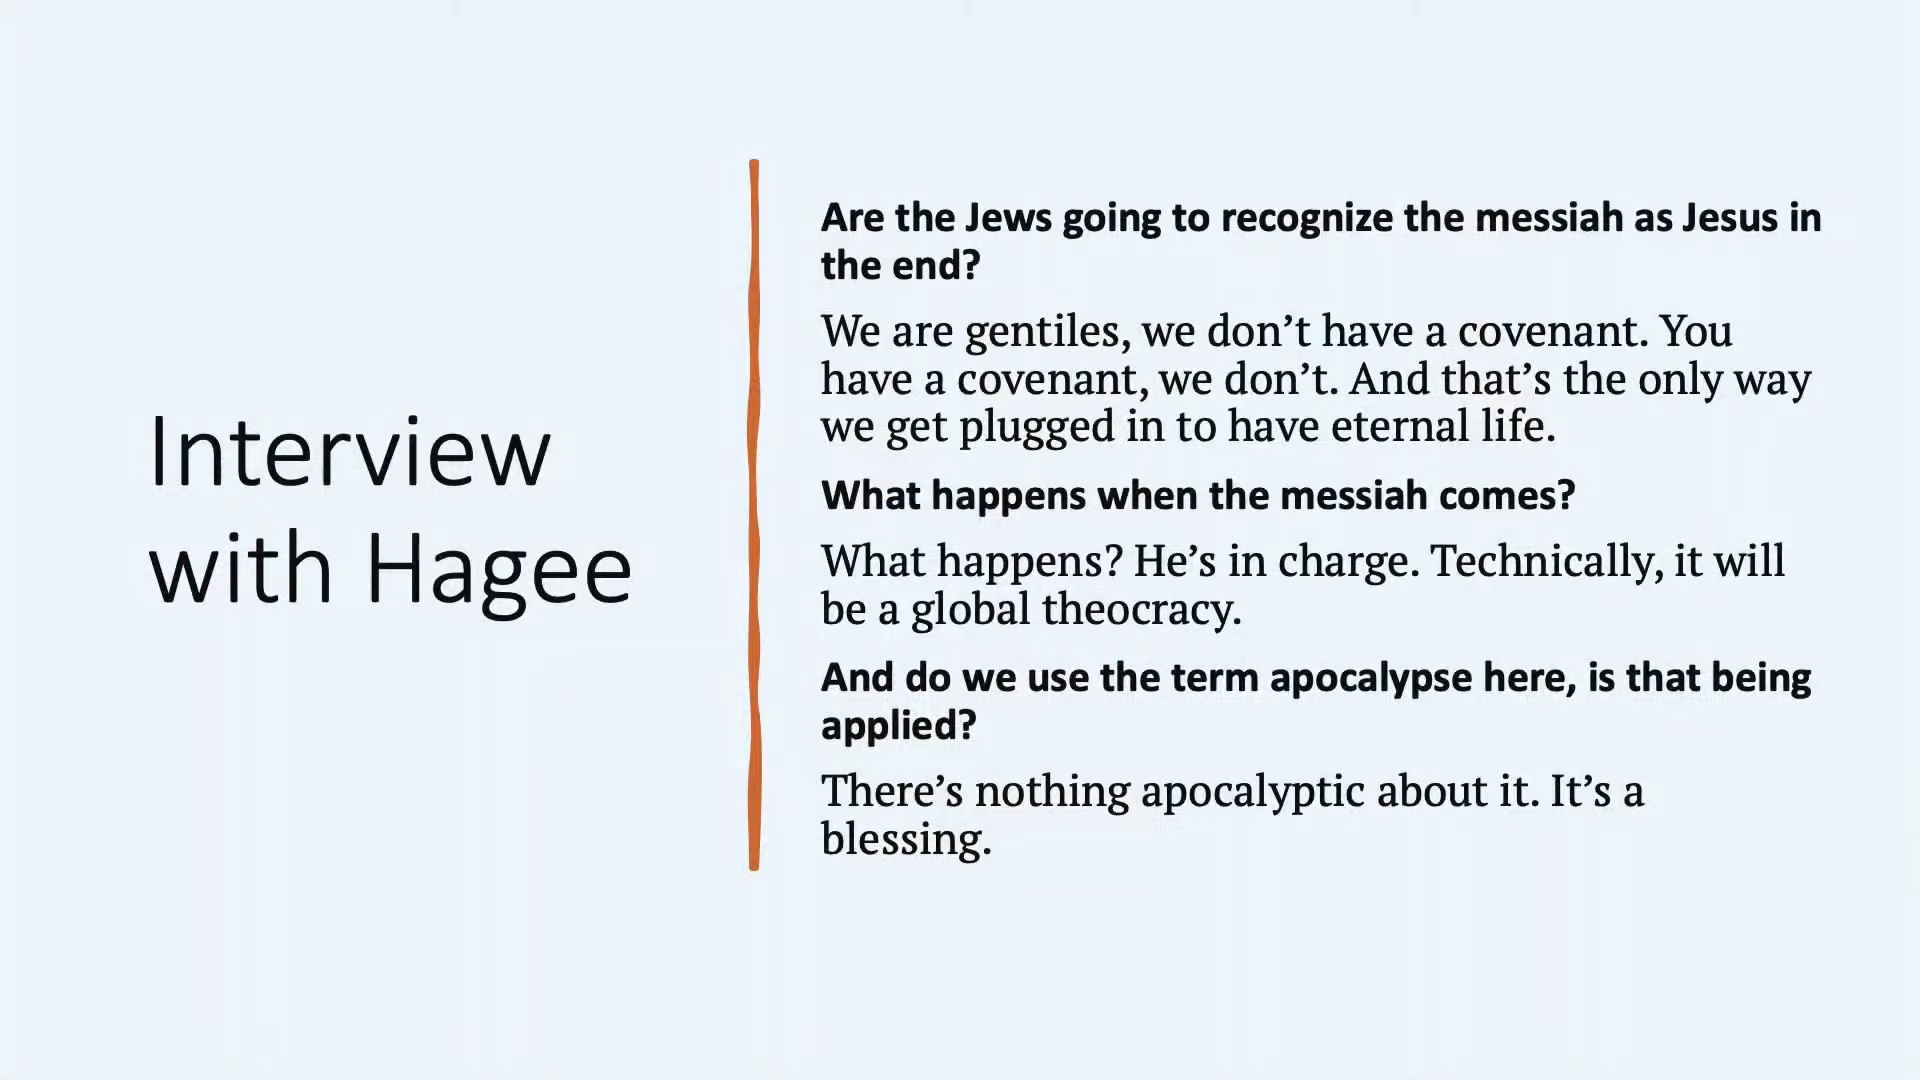 Interview
with Hagee
Are the Jews going to recognize the messiah as Jesus in
the end?
We are gentiles, we don’t have a covenant. You
have a covenant, we don’t. And that’s the only way
we get plugged in to have eternal life.
What happens when the messiah comes?
What happens? He’s in charge. Technically, it will
be a global theocracy.
And do we use the term apocalypse here, is that being
applied?
There’s nothing apocalyptic about it. It’s a
blessing.